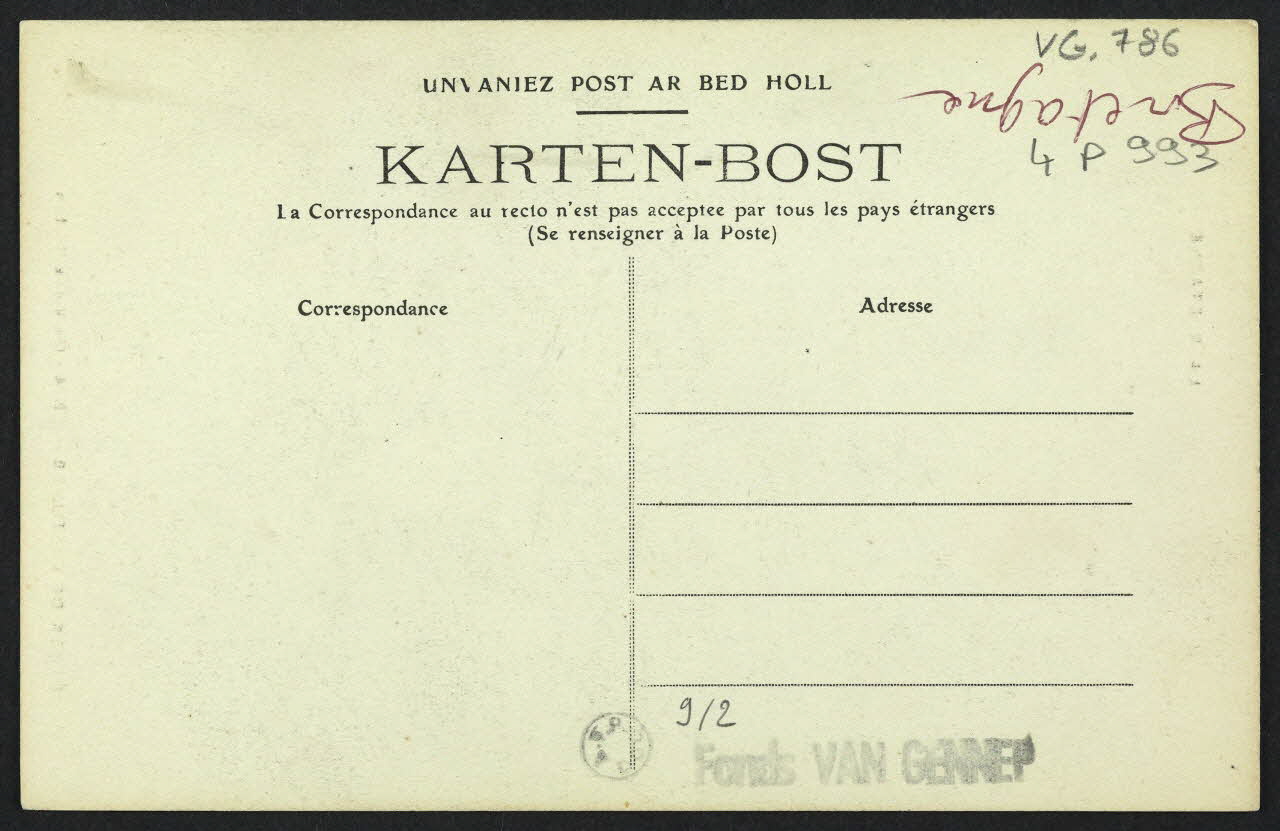 VG. 786
UNVANIEZ POST AR BED HOLL
Bretagne
KARTEN-BOST
4 P 993
La Correspondance au recto n'est pas acceptee par tous les pays étrangers
(Se renseigner à la Poste)
Correspondance
Adresse
9/2
Fonds VAN GENNEP